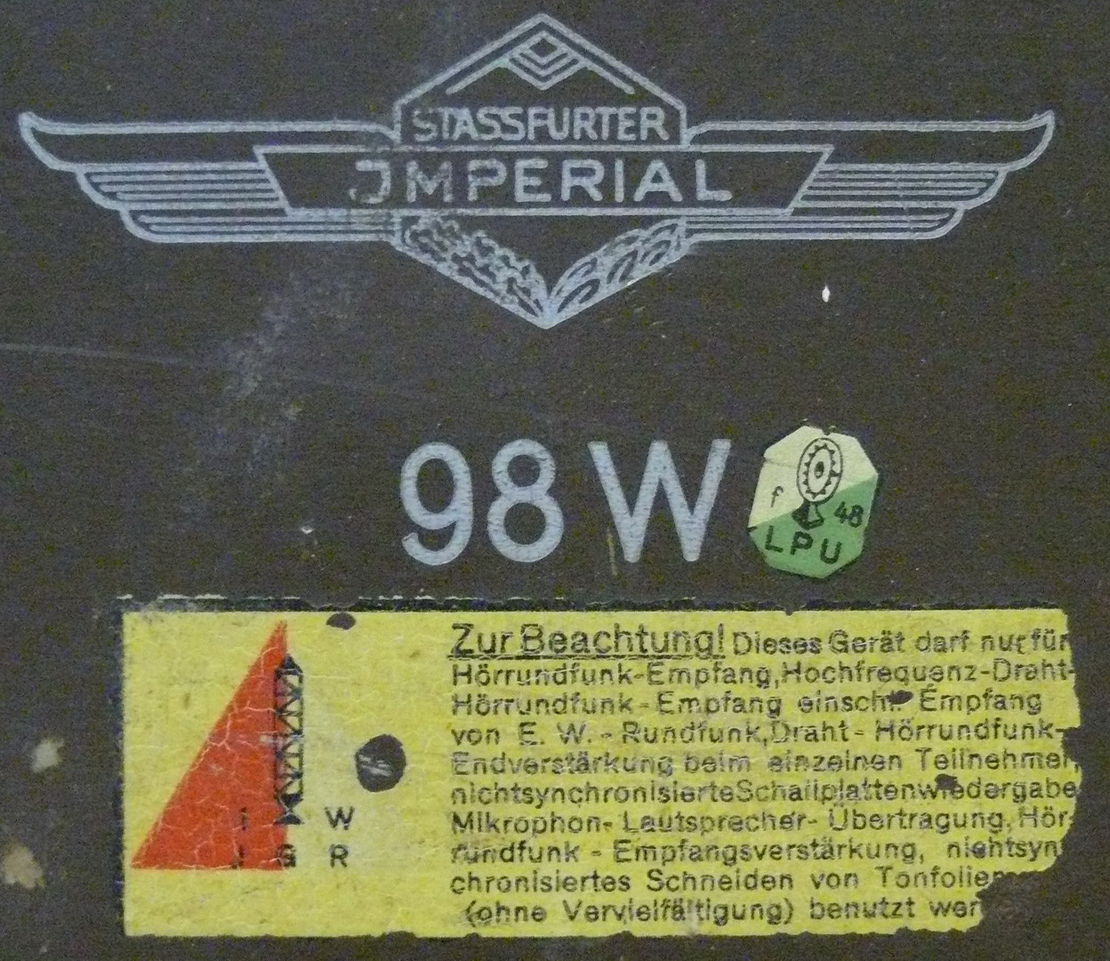 STASSFURTER
JMPERIAL
98 W
f 48
LPU
Zur Beachtung! Dieses Gerät darf nur für
Hörrundfunk-Empfang, Hochfrequenz-Draht-
Hörrundfunk-Empfang einschl. Empfang
von E. W. - Rundfunk, Draht- Hörrundfunk-
Endverstärkung beim einzelnen Teilnehmer,
nichtsynchronisierte Schallplattenwiedergabe
Mikrophon- Lautsprecher- Übertragung, Hör-
rundfunk - Empfangsverstärkung, nichtsyn
chronisiertes Schneiden von Tonfolien
(ohne Vervielfältigung) benutzt wer
W
R